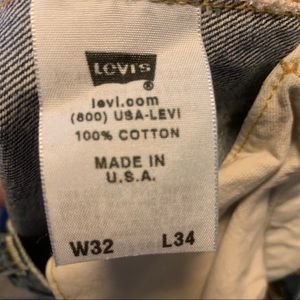 LEVI'S
levi.com
(800) USA-LEVI
100% COTTON
MADE IN
U.S.A.
W32 L34